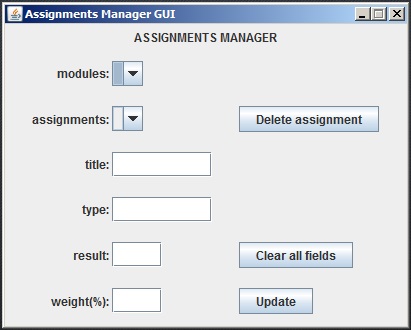 Assignments Manager GUI
ASSIGNMENTS MANAGER
modules:
assignments: Delete assignment
title:
type:
result: Clear all fields
weight(%): Update